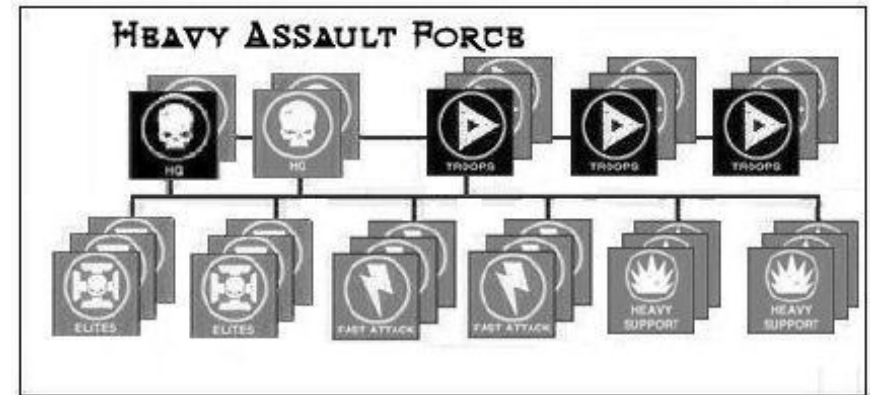 HEAVY ASSAULT FORCE
HQ
HQ
TROOPS
TROOPS
TROOPS
ELITES
ELITES
FAST ATTACK
FAST ATTACK
HEAVY
SUPPORT
HEAVY
SUPPORT